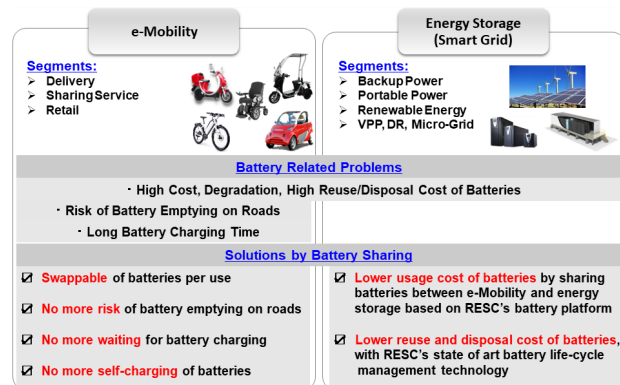 e-Mobility
Segments:
➢ Delivery
➢ Sharing Service
➢ Retail
Energy Storage
(Smart Grid)
Segments:
➢ Backup Power
➢ Portable Power
➢ Renewable Energy
➢ VPP, DR, Micro-Grid
Battery Related Problems
· High Cost, Degradation, High Reuse/Disposal Cost of Batteries
· Risk of Battery Emptying on Roads
· Long Battery Charging Time
Solutions by Battery Sharing
☑ Swappable of batteries per use
☑ No more risk of battery emptying on roads
☑ No more waiting for battery charging
☑ No more self-charging of batteries
☑ Lower usage cost of batteries by sharing
batteries between e-Mobility and energy
storage based on RESC's battery platform
☑ Lower reuse and disposal cost of batteries,
with RESC's state of art battery life-cycle
management technology